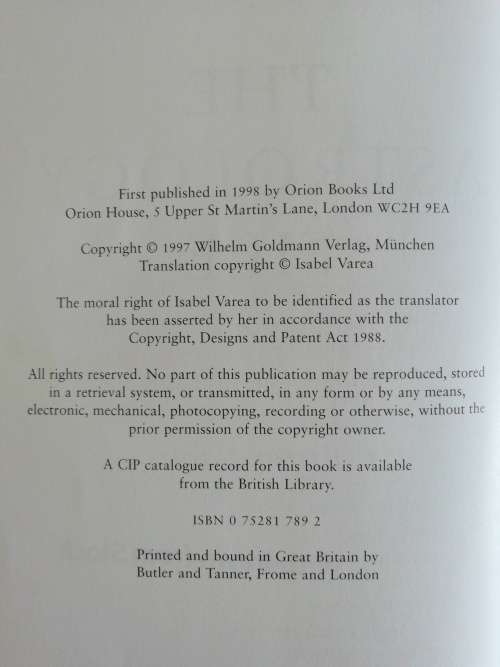 First published in 1998 by Orion Books Ltd
Orion House, 5 Upper St Martin's Lane, London WC2H 9EA
Copyright © 1997 Wilhelm Goldmann Verlag, München
Translation copyright © Isabel Varea
The moral right of Isabel Varea to be identified as the translator
has been asserted by her in accordance with the
Copyright, Designs and Patent Act 1988.
All rights reserved. No part of this publication may be reproduced, stored
in a retrieval system, or transmitted, in any form or by any means,
electronic, mechanical, photocopying, recording or otherwise, without the
prior permission of the copyright owner.
A CIP catalogue record for this book is available
from the British Library.
ISBN 0 75281 789 2
Printed and bound in Great Britain by
Butler and Tanner, Frome and London